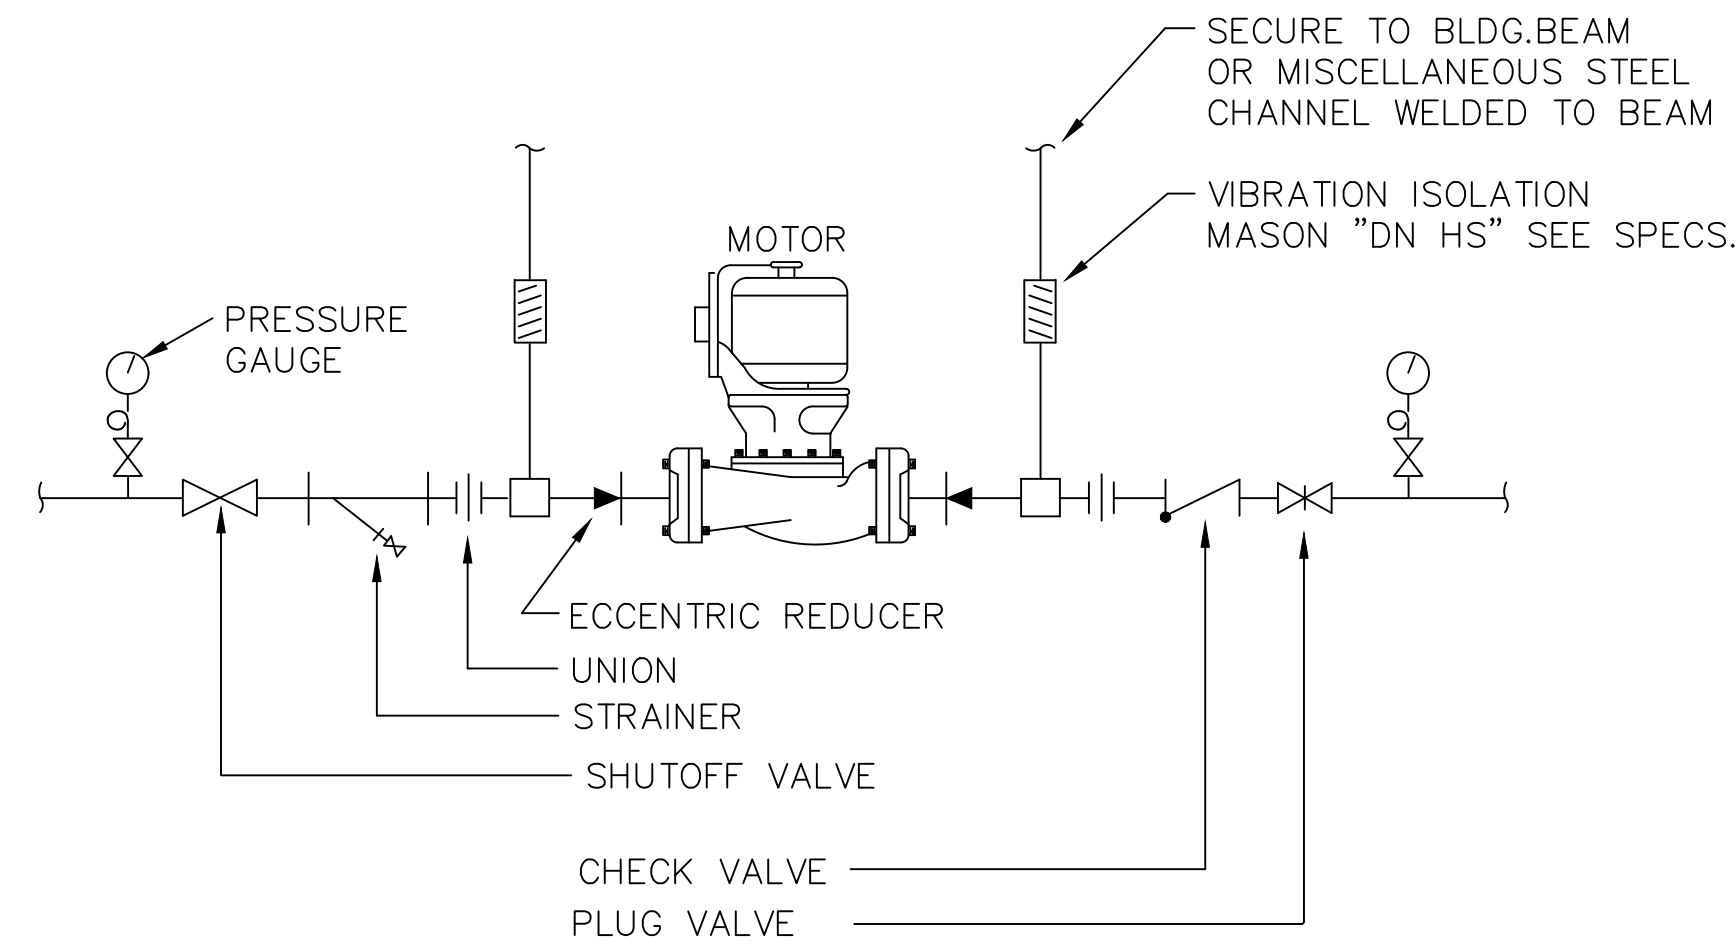 SECURE TO BLDG.BEAM
OR MISCELLANEOUS STEEL
CHANNEL WELDED TO BEAM
VIBRATION ISOLATION
MASON "DN HS" SEE SPECS.
MOTOR
PRESSURE
GAUGE
ECCENTRIC REDUCER
UNION
STRAINER
SHUTOFF VALVE
CHECK VALVE
PLUG VALVE